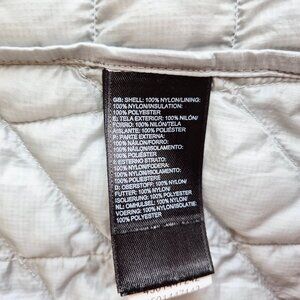 GB: SHELL: 100% NYLON/LINING:
100% NYLON/INSULATION:
100% POLYESTER
E: TELA EXTERIOR: 100% NILÓN/
FORRO: 100% NILÓN/TELA
AISLANTE: 100% POLIÉSTER
P: PARTE EXTERNA: 100%
NÁILON/FORRO: 100%
NÁILON/ISOLAMENTO:
100% POLIÉSTER
I: ESTERNO STRATO: 100%
NYLON/FODERA:
100% NYLON/ISOLAMENTO:
100% POLIESTERE
D: OBERSTOFF: 100% NYLON/
FUTTER: 100% NYLON/
ISOLIERUNG: 100% POLYESTER
NL: OMHULSEL: 100% NYLON/
VOERING: 100% NYLON/ISOLATIE:
100% POLYESTER